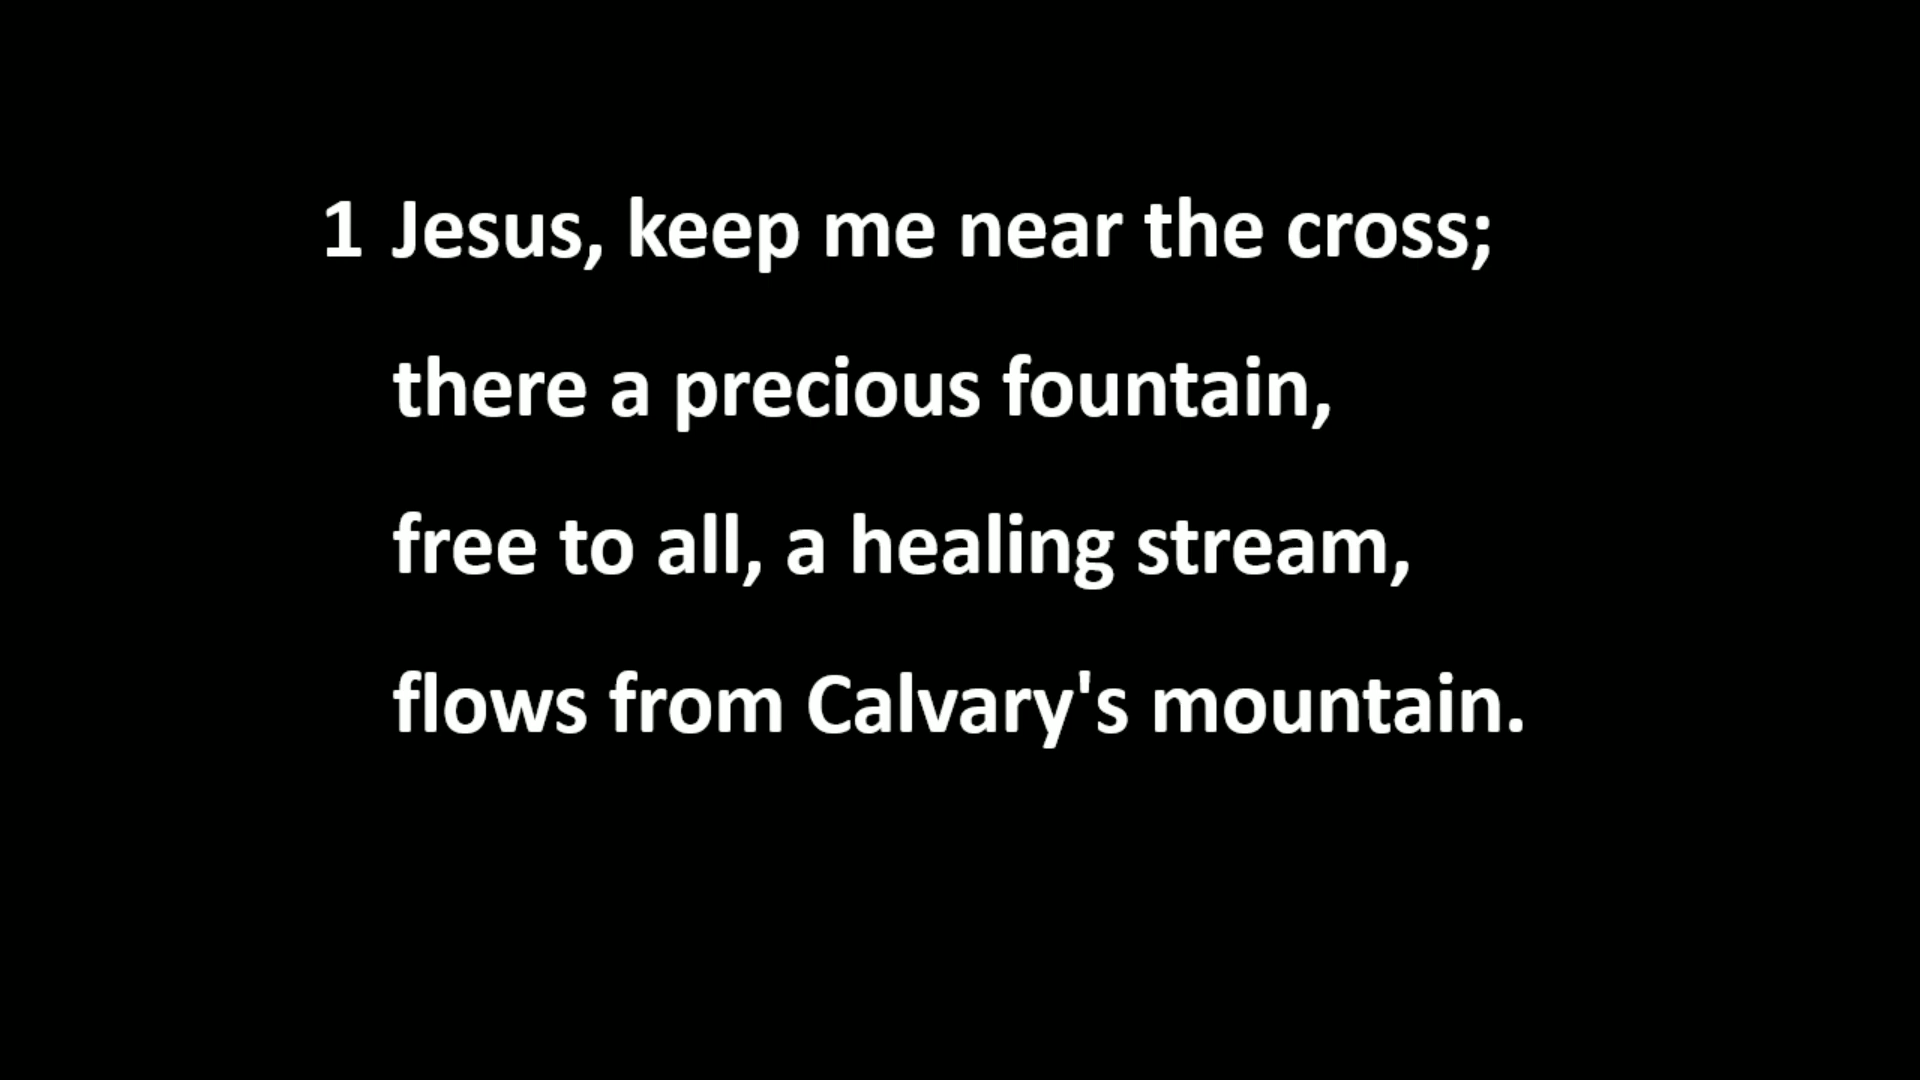 1 Jesus, keep me near the cross;
there a precious fountain,
free to all, a healing stream,
flows from Calvary's mountain.